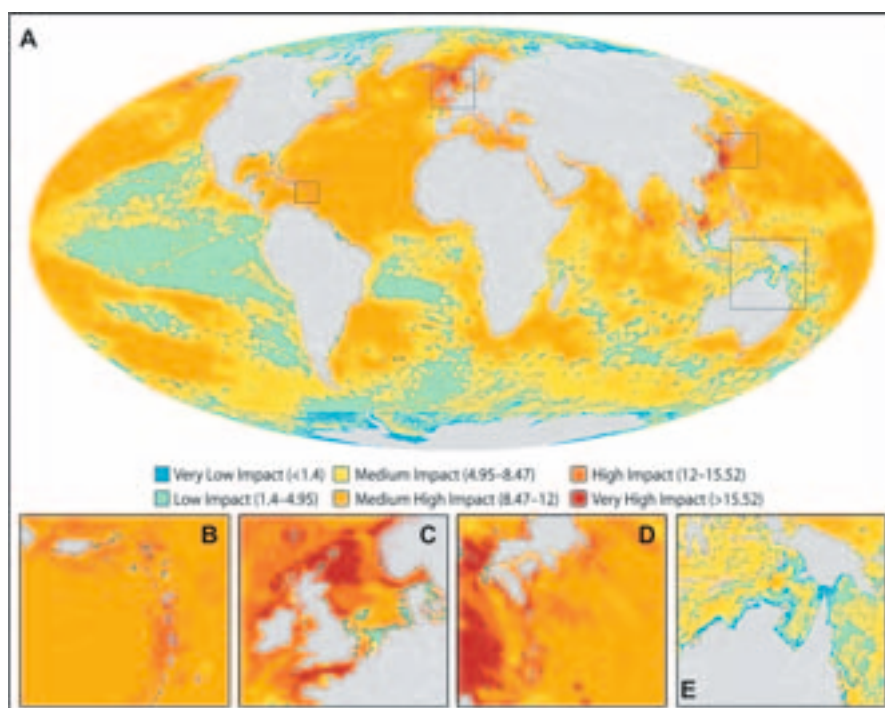 A
Very Low Impact (<1.4) Medium Impact (4.95–8.47) High Impact (12–15.52)
Low Impact (1.4–4.95) Medium High Impact (8.47–12) Very High Impact (>15.52)
B C D
E